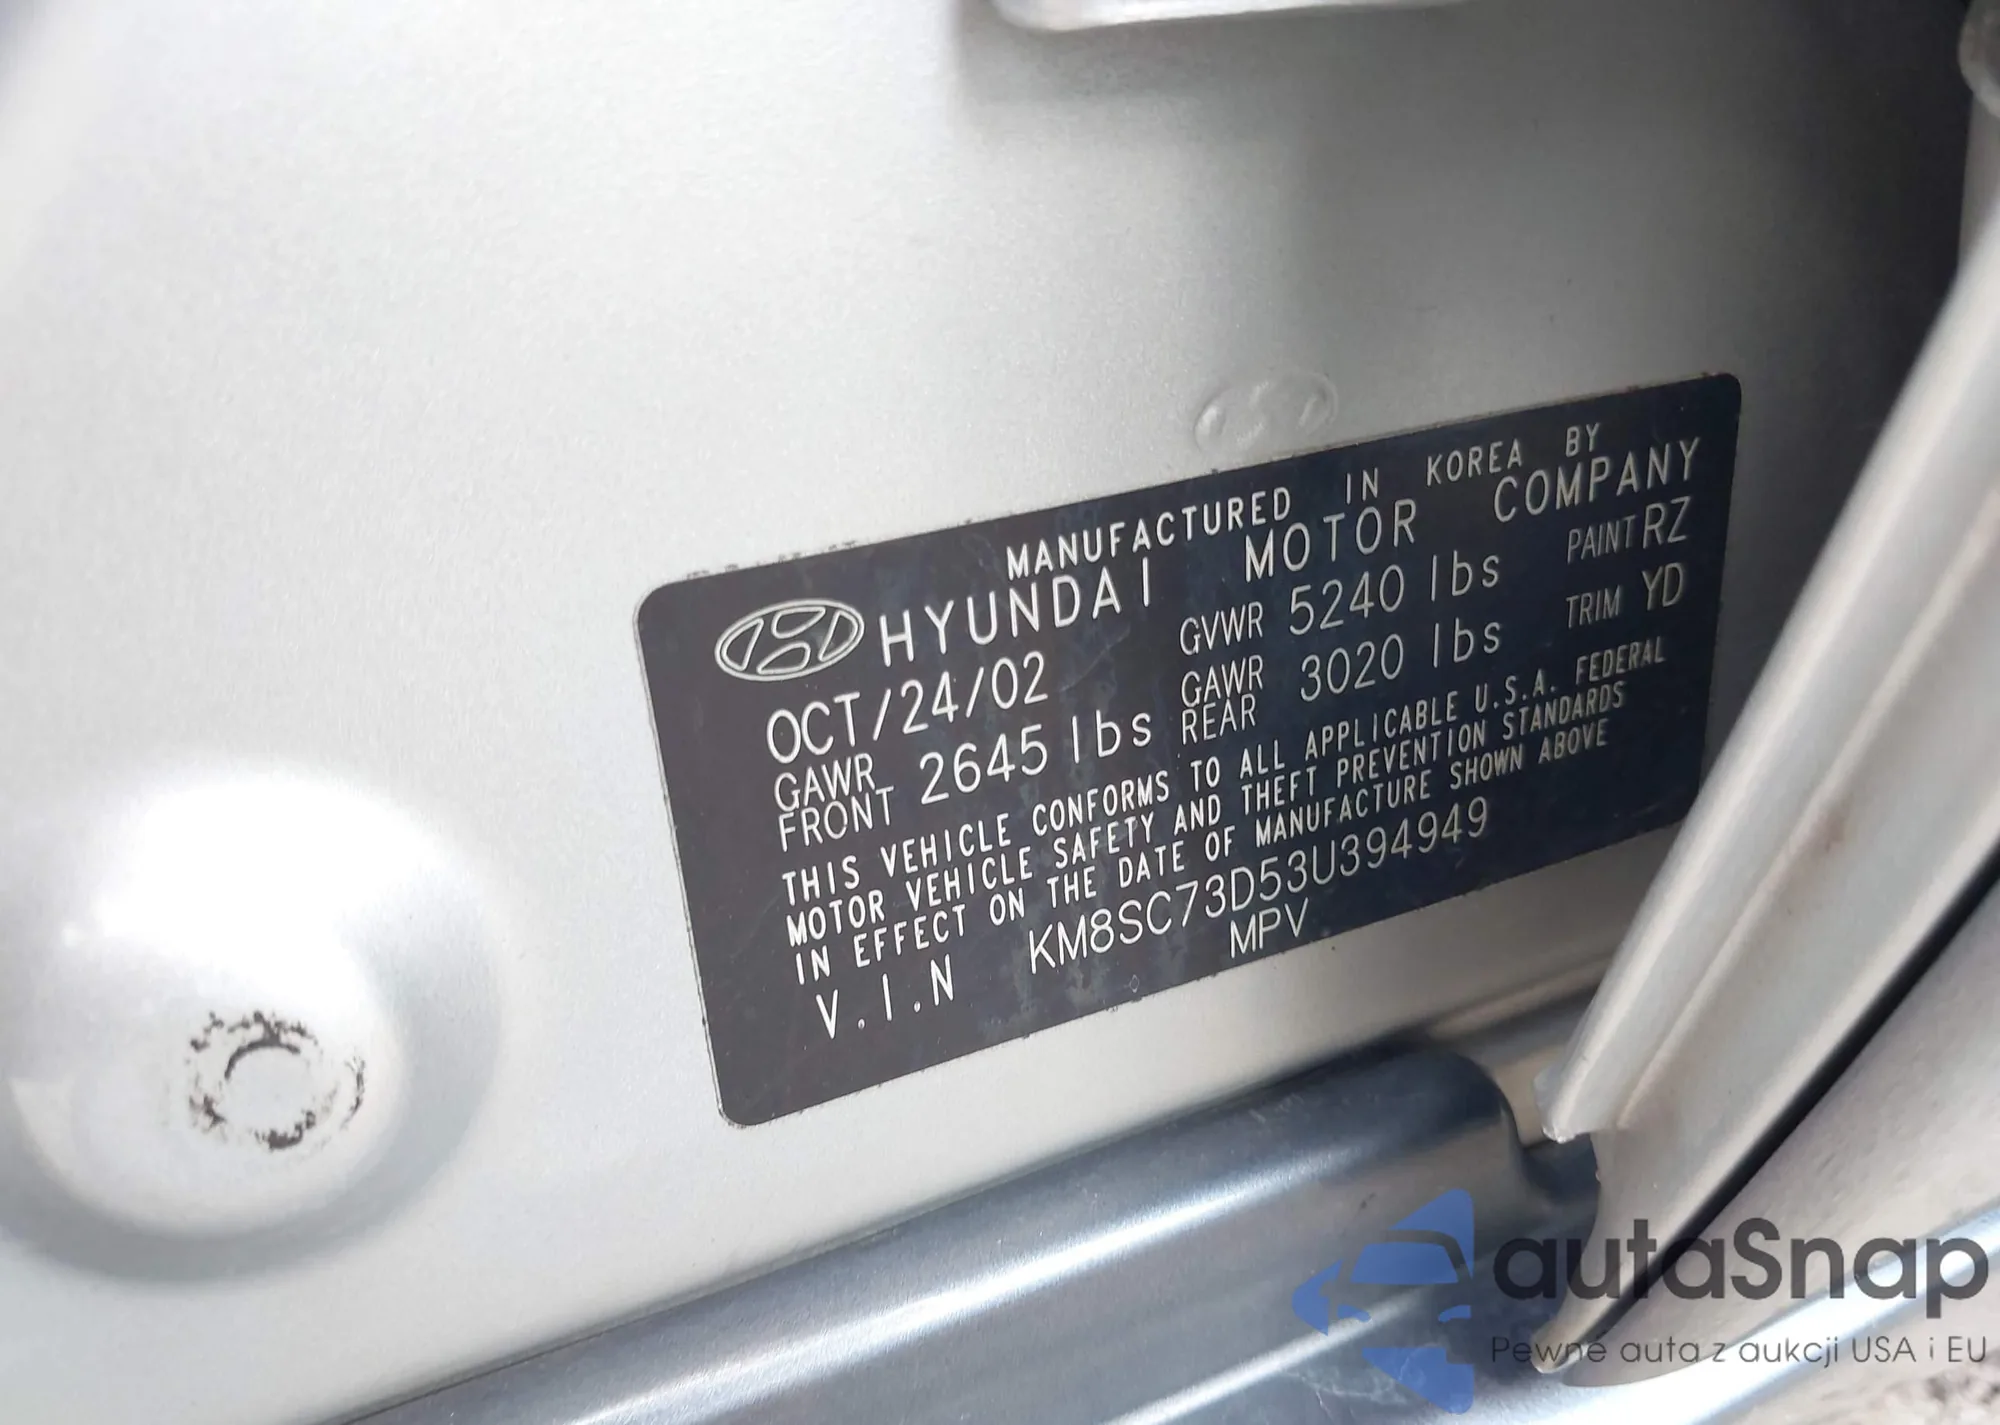 MANUFACTURED IN KOREA BY
HYUNDAI MOTOR COMPANY
OCT/24/02 GVWR 5240 lbs PAINT RZ
GAWR FRONT 2645 lbs GAWR REAR 3020 lbs TRIM YD
THIS VEHICLE CONFORMS TO ALL APPLICABLE U.S.A. FEDERAL
MOTOR VEHICLE SAFETY AND THEFT PREVENTION STANDARDS
IN EFFECT ON THE DATE OF MANUFACTURE SHOWN ABOVE
V.I.N KM8SC73D53U394949
MPV
autaSnap
Pewne auta z aukcji USA i EU